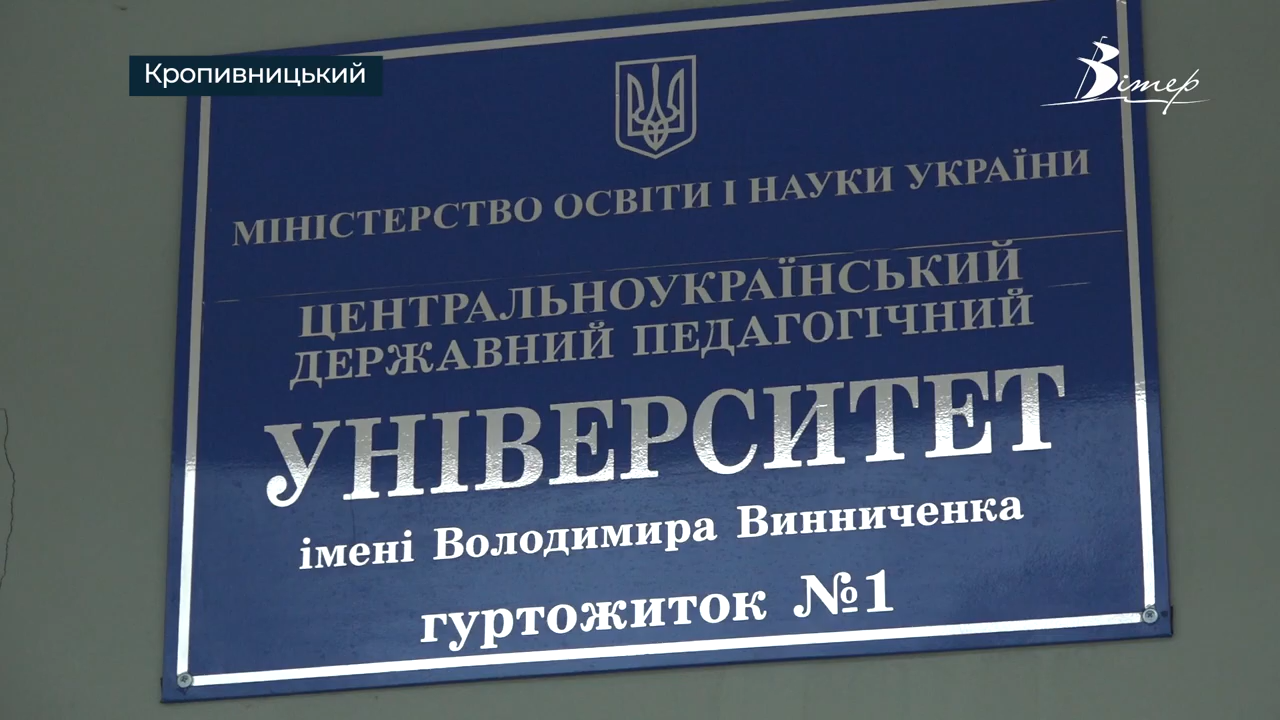 Кропивницький
Вітер
МІНІСТЕРСТВО ОСВІТИ І НАУКИ УКРАЇНИ
ЦЕНТРАЛЬНОУКРАЇНСЬКИЙ
ДЕРЖАВНИЙ ПЕДАГОГІЧНИЙ
УНІВЕРСИТЕТ
імені Володимира Винниченка
гуртожиток №1